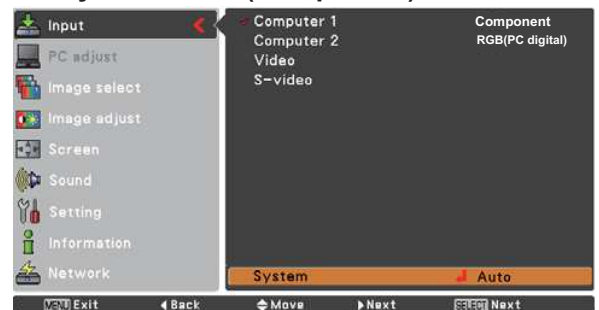 Input
PC adjust
Image select
Image adjust
Screen
Sound
Setting
Information
Network
Computer 1 Component
Computer 2 RGB(PC digital)
Video
S-video
System Auto
MENU Exit Back Move Next SELECT Next